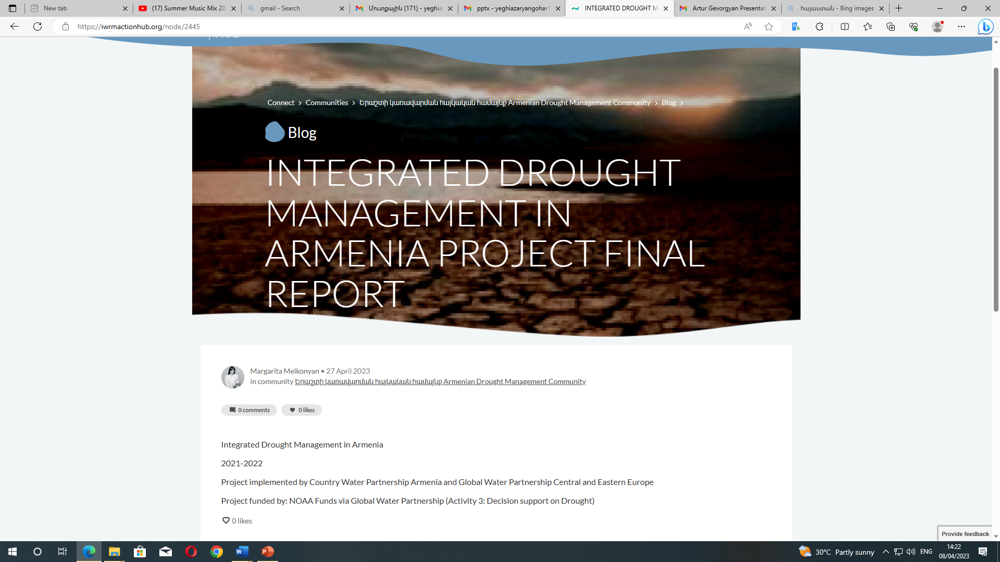 New tab
(17) Summer Music Mix 20
gmail - Search
Մուտքային (171) - yeghia
pptx - yeghiazaryangohar1
INTEGRATED DROUGHT M
Artur Gevorgyan Presentat
հայաստան - Bing images
https://iwrmactionhub.org/node/2445
Connect > Communities > Երաշտի կառավարման հայկական համայնք Armenian Drought Management Community > Blog >
Blog
INTEGRATED DROUGHT
MANAGEMENT IN
ARMENIA PROJECT FINAL
REPORT
Margarita Melkonyan • 27 April 2023
in community Երաշտի կառավարման հայկական համայնք Armenian Drought Management Community
0 comments 0 likes
Integrated Drought Management in Armenia
2021-2022
Project implemented by Country Water Partnership Armenia and Global Water Partnership Central and Eastern Europe
Project funded by: NOAA Funds via Global Water Partnership (Activity 3: Decision support on Drought)
0 likes
Provide feedback
30°C Partly sunny
ENG
14:22
08/04/2023